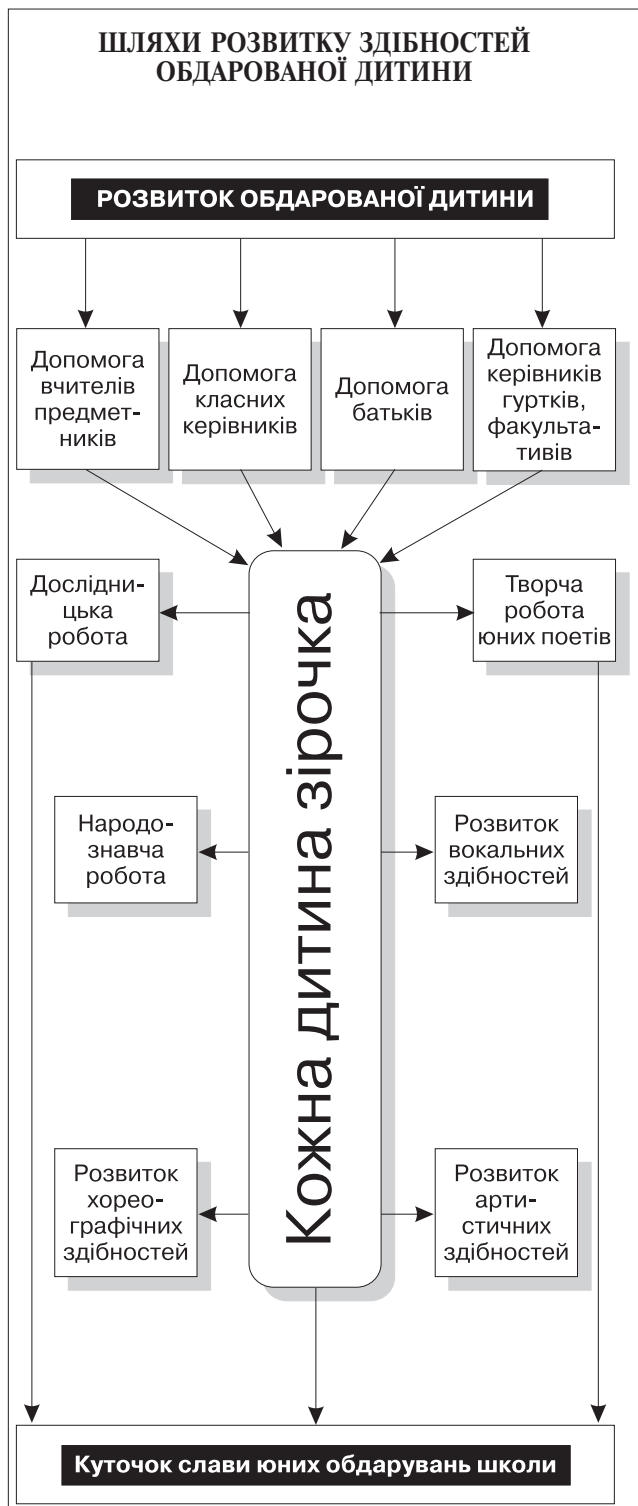 ШЛЯХИ РОЗВИТКУ ЗДІБНОСТЕЙ
ОБДАРОВАНОЇ ДИТИНИ
РОЗВИТОК ОБДАРОВАНОЇ ДИТИНИ
Допомога
вчителів
предмет-
ників
Допомога
класних
керівників
Допомога
батьків
Допомога
керівників
гуртків,
факульта-
тивів
Дослідни-
цька
робота
Кожна дитина зірочка
Творча
робота
юних поетів
Народо-
знавча
робота
Розвиток
вокальних
здібностей
Розвиток
хорео-
графічних
здібностей
Розвиток
арти-
стичних
здібностей
Куточок слави юних обдарувань школи